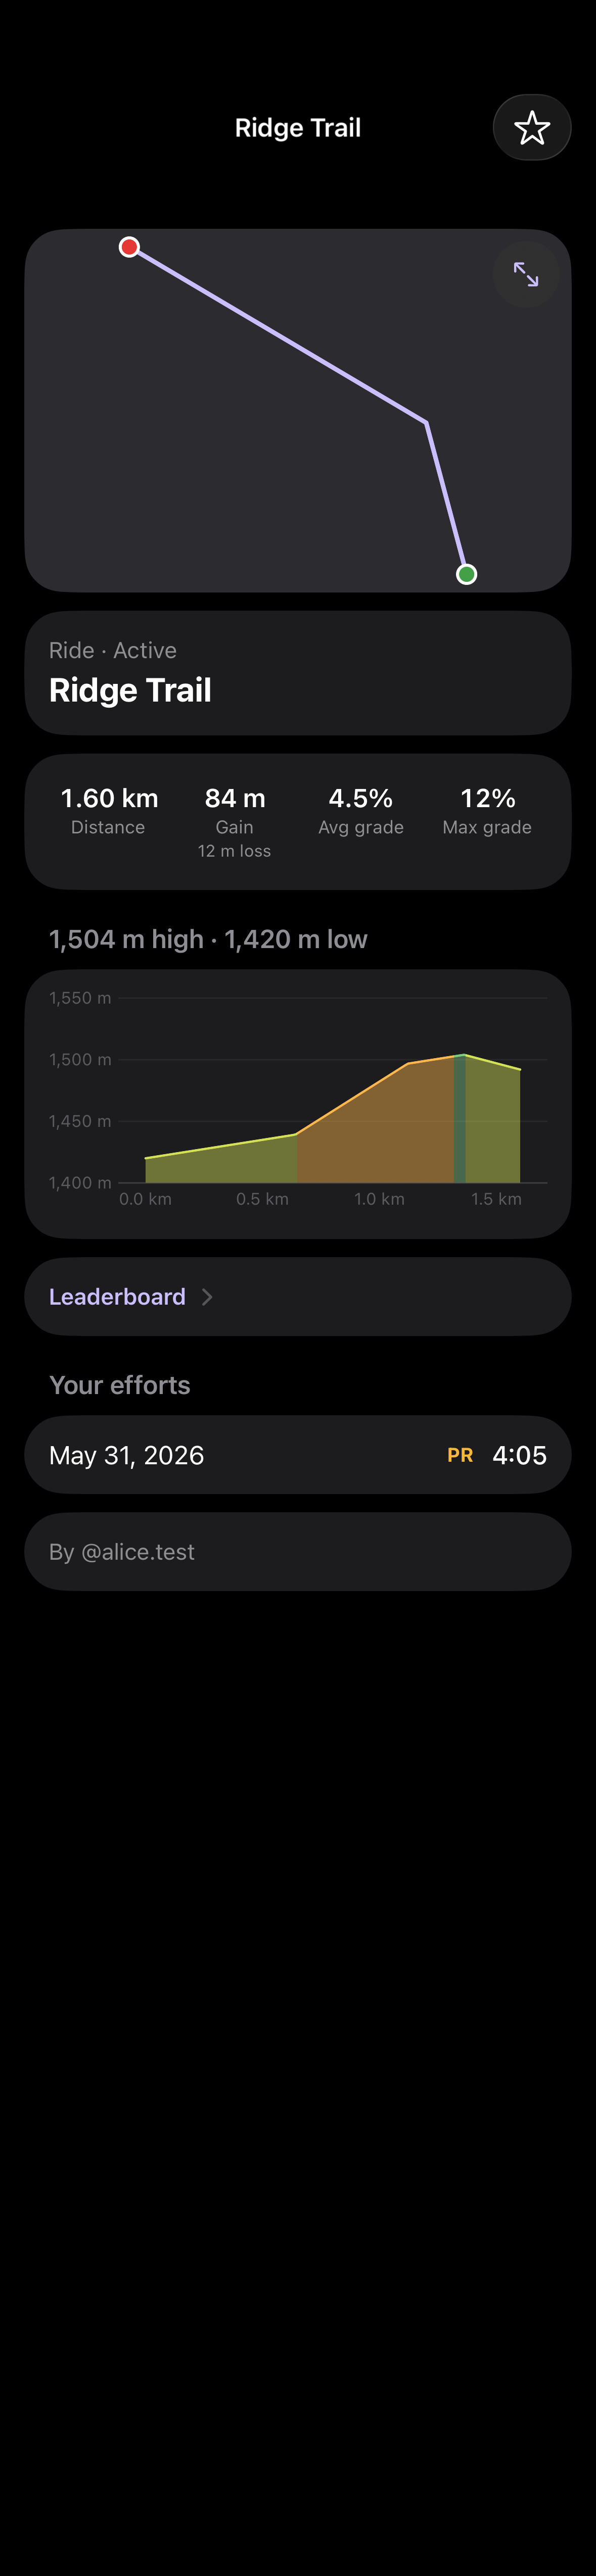 Ridge Trail
Ride · Active
Ridge Trail
1.60 km 84 m 4.5% 12%
Distance Gain Avg grade Max grade
12 m loss
1,504 m high · 1,420 m low
1,550 m
1,500 m
1,450 m
1,400 m
0.0 km 0.5 km 1.0 km 1.5 km
Leaderboard
Your efforts
May 31, 2026 PR 4:05
By @alice.test